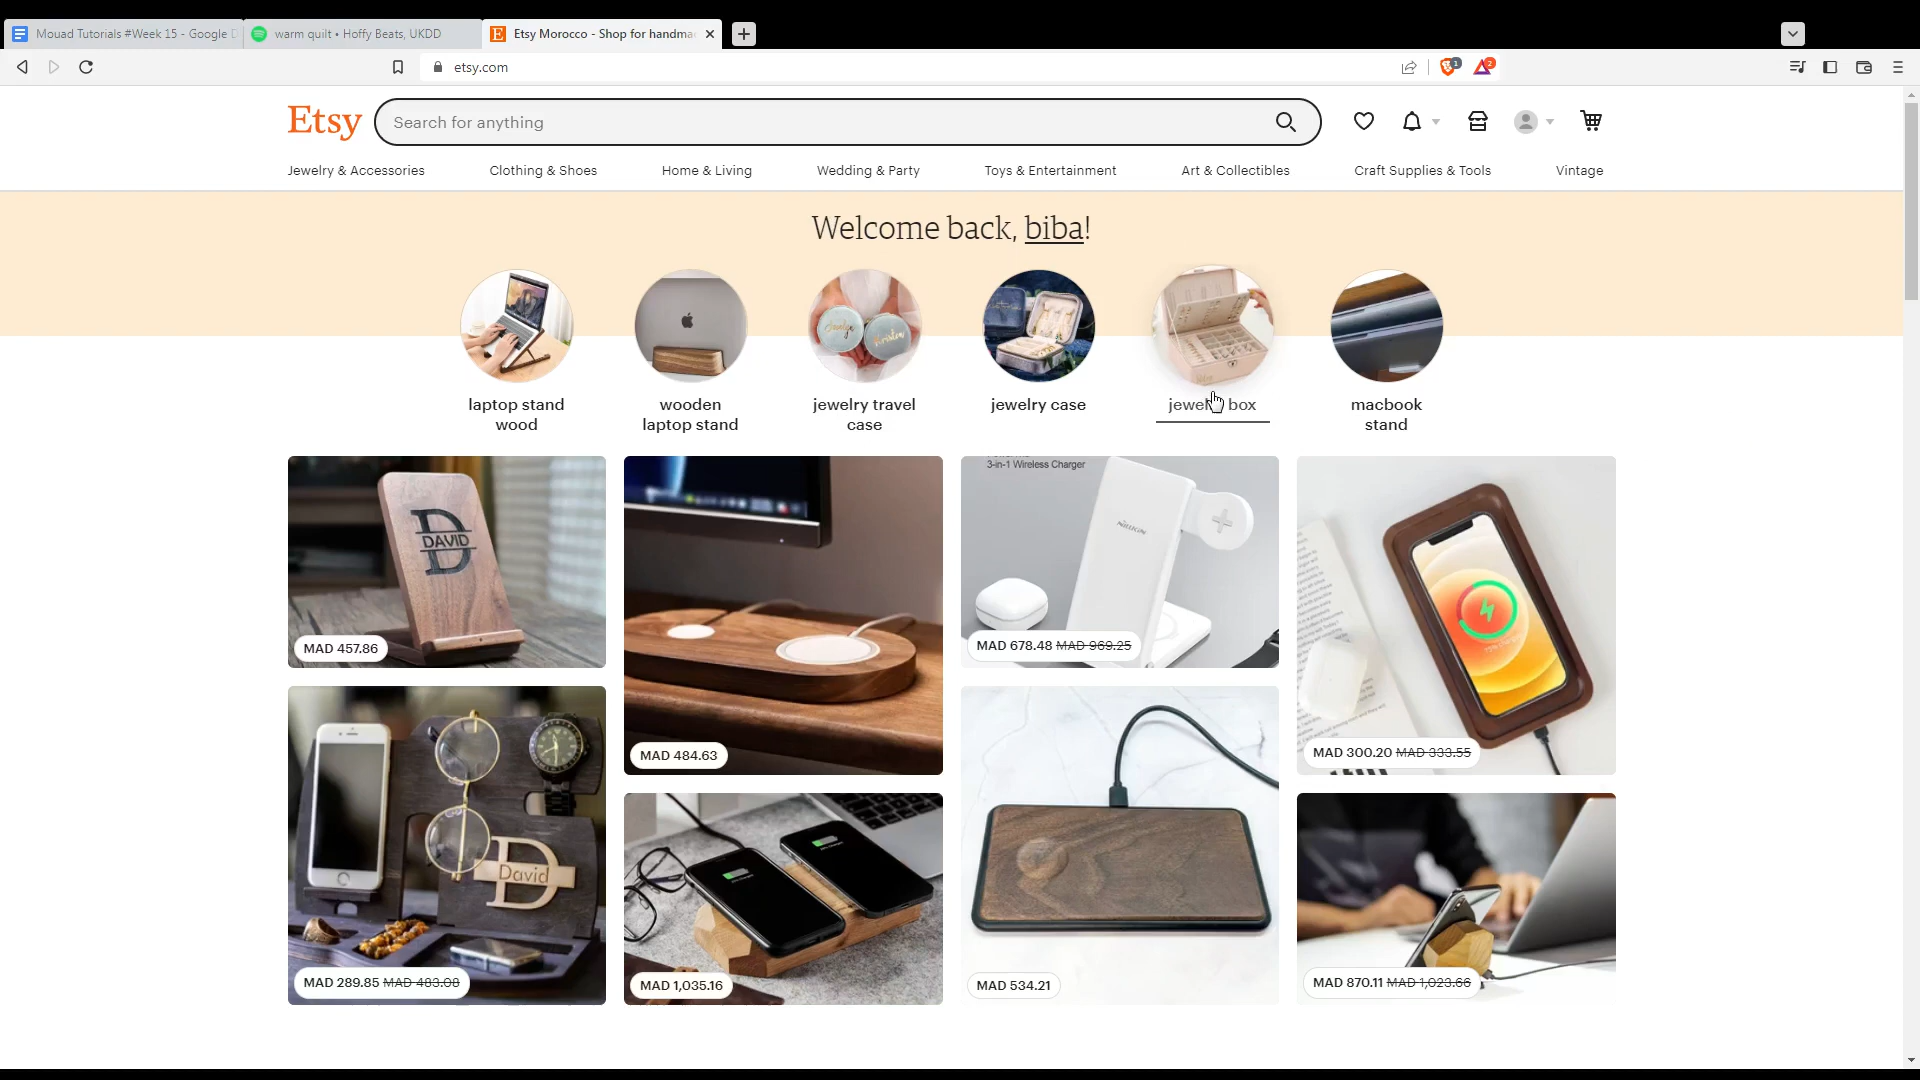 Mouad Tutorials #Week 15 - Google D
warm quilt • Hoffy Beats, UKDD
Etsy Morocco - Shop for handma
etsy.com
1
2
Etsy
Search for anything
Jewelry & Accessories
Clothing & Shoes
Home & Living
Wedding & Party
Toys & Entertainment
Art & Collectibles
Craft Supplies & Tools
Vintage
Welcome back, biba!
laptop stand
wood
wooden
laptop stand
jewelry travel
case
jewelry case
jewelry box
macbook
stand
D
DAVID
MAD 457.86
MAD 484.63
3-in-1 Wireless Charger
NILLKIN
MAD 678.48 MAD 969.25
MAD 300.20 MAD 333.55
D
David
MAD 289.85 MAD 483.08
MAD 1,035.16
MAD 534.21
MAD 870.11 MAD 1,023.66